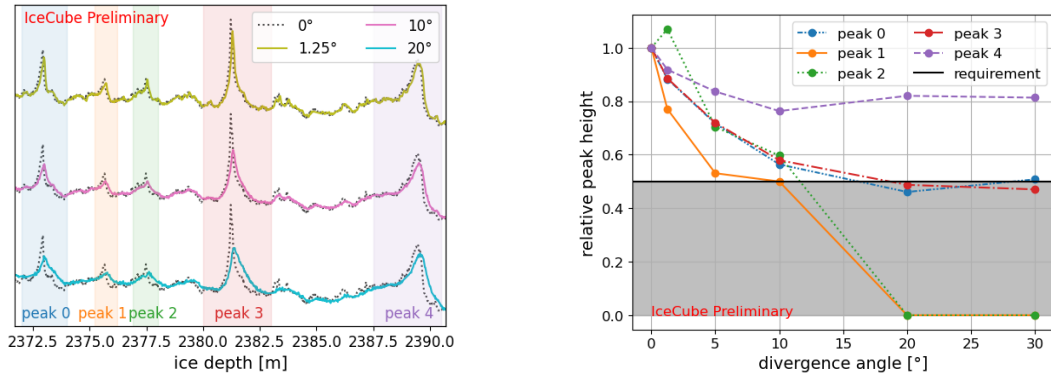 IceCube Preliminary
0°
10°
1.25°
20°
peak 0
peak 1
peak 2
peak 3
peak 4
2372.5
2375.0
2377.5
2380.0
2382.5
2385.0
2387.5
2390.0
ice depth [m]
relative peak height
1.0
0.8
0.6
0.4
0.2
0.0
peak 0
peak 3
peak 1
peak 4
peak 2
requirement
IceCube Preliminary
0
5
10
15
20
25
30
divergence angle [°]